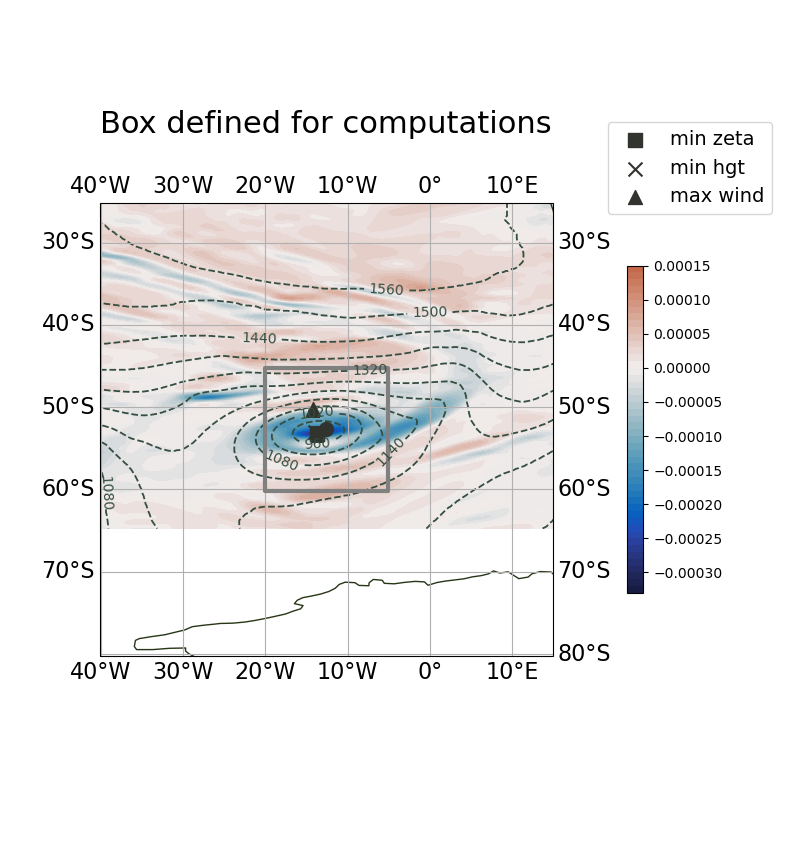 Box defined for computations
min zeta
min hgt
max wind
40°W 30°W 20°W 10°W 0° 10°E
30°S 30°S
40°S 40°S
50°S 50°S
60°S 60°S
70°S 70°S
80°S
40°W 30°W 20°W 10°W 0° 10°E
1560
1500
1440
1320
960
1080
1140
1080
0.00015
0.00010
0.00005
0.00000
−0.00005
−0.00010
−0.00015
−0.00020
−0.00025
−0.00030